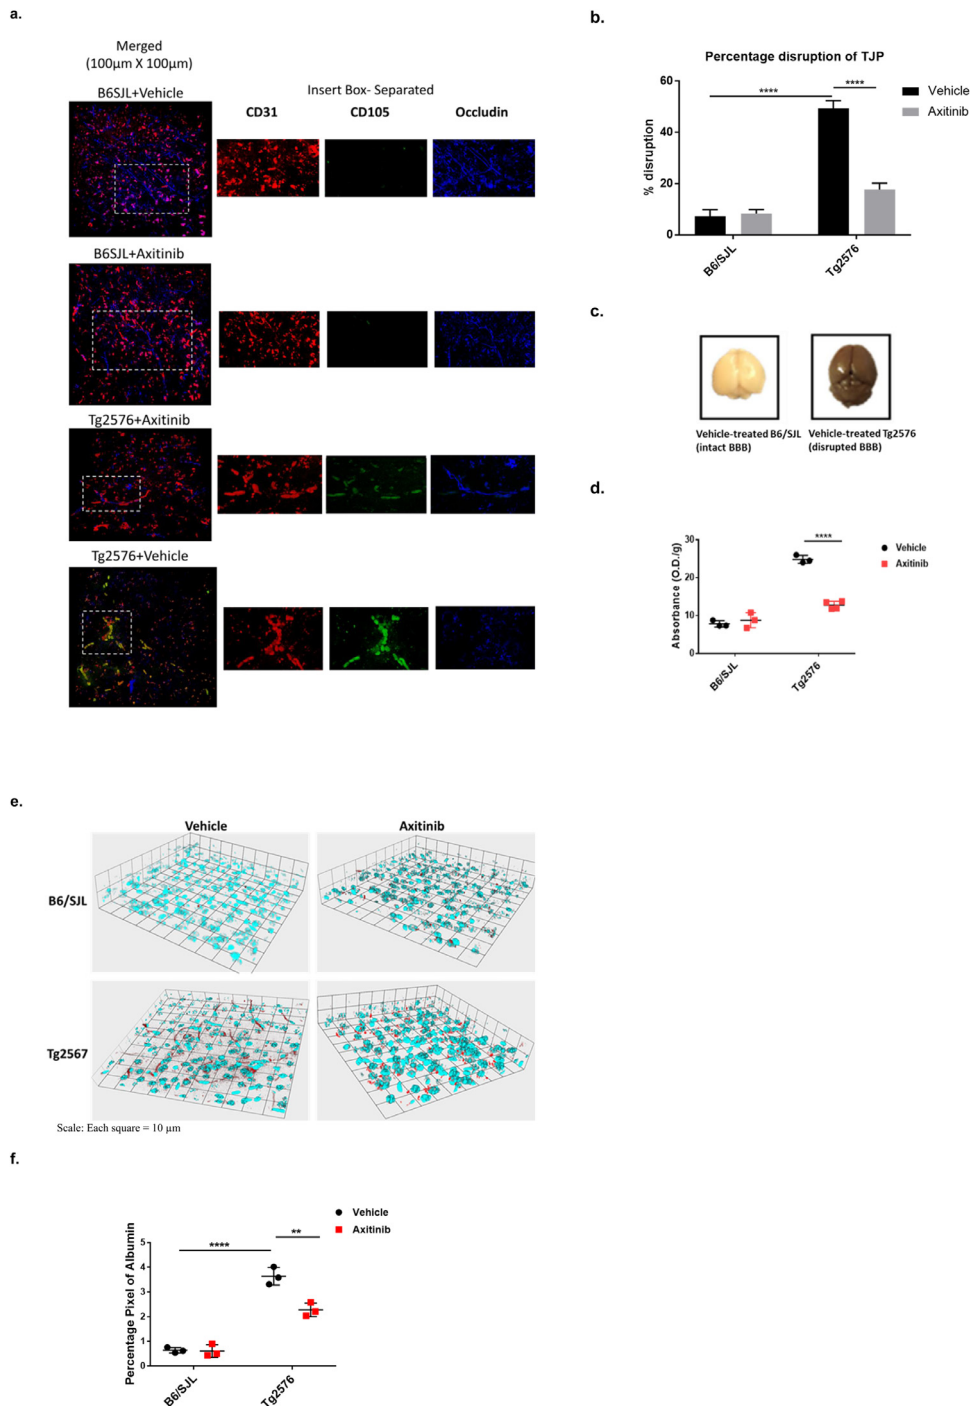 a.
Merged
(100µm X 100µm)
B6SJL+Vehicle
Insert Box- Separated
CD31 CD105 Occludin
B6SJL+Axitinib
Tg2576+Axitinib
Tg2576+Vehicle
b.
Percentage disruption of TJP
% disruption
60
40
20
0
****
****
Vehicle
Axitinib
B6/SJL
Tg2576
c.
Vehicle-treated B6/SJL
(intact BBB)
Vehicle-treated Tg2576
(disrupted BBB)
d.
Absorbance (O.D./g)
30
20
10
0
****
Vehicle
Axitinib
B6/SJL
Tg2576
e.
Vehicle Axitinib
B6/SJL
Tg2567
Scale: Each square = 10 µm
f.
Percentage Pixel of Albumin
5
4
3
2
1
0
****
**
Vehicle
Axitinib
B6/SJL
Tg2576